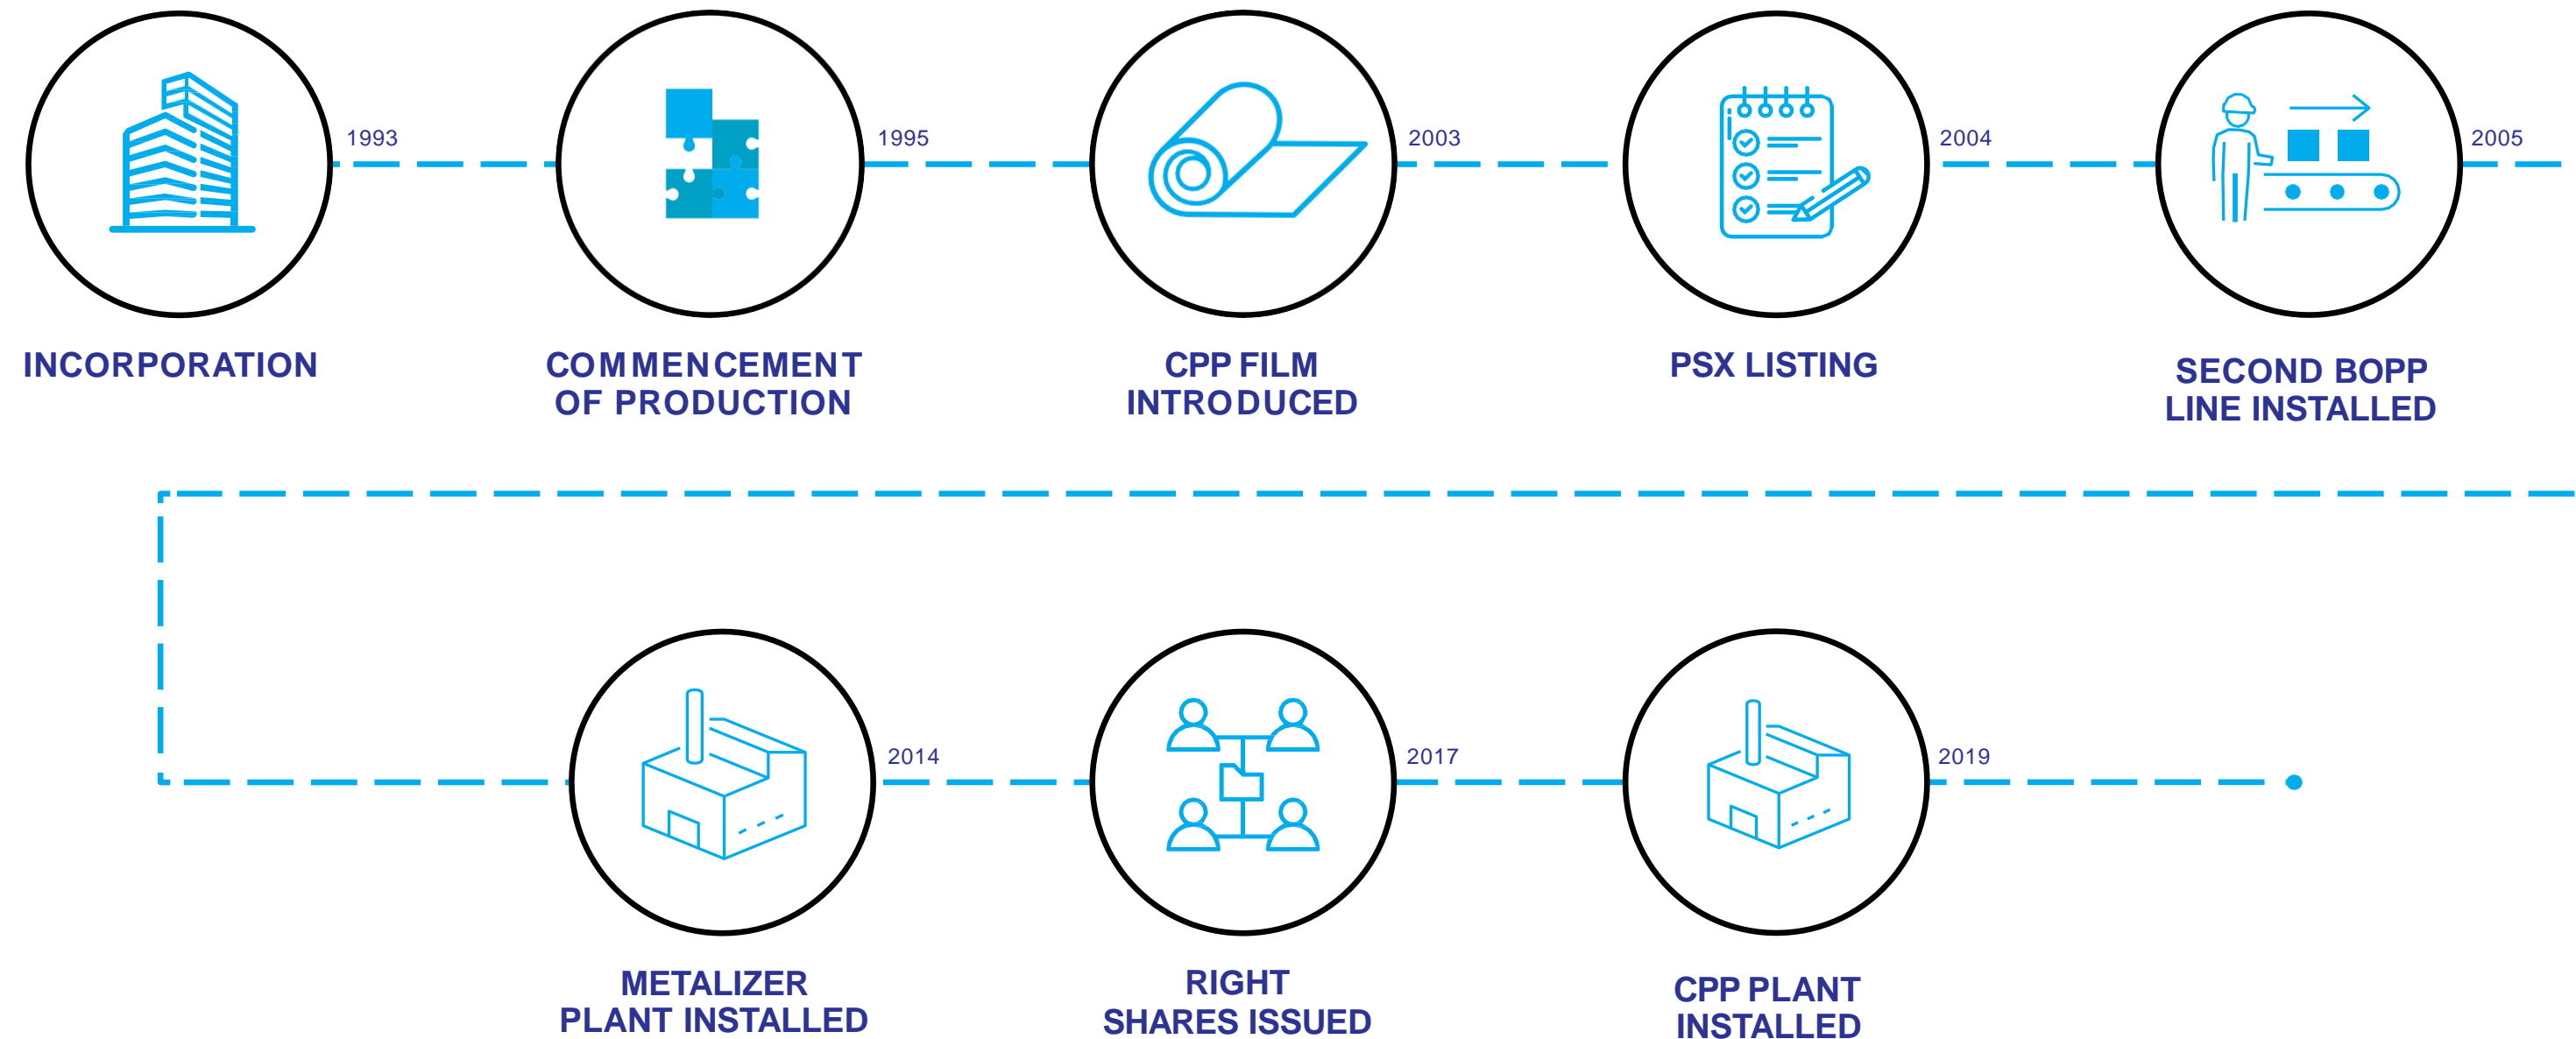 1993
1995
2003
2004
2005
INCORPORATION
COMMENCEMENT
OF PRODUCTION
CPP FILM
INTRODUCED
PSX LISTING
SECOND BOPP
LINE INSTALLED
2014
2017
2019
METALIZER
PLANT INSTALLED
RIGHT
SHARES ISSUED
CPP PLANT
INSTALLED